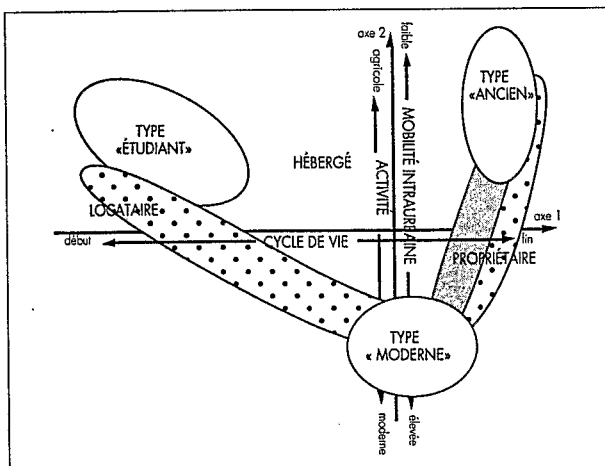 axe 2
faible
agricole
TYPE
«ANCIEN»
TYPE
«ÉTUDIANT»
MOBILITÉ INTRAURBAINE
HÉBERGÉ
ACTIVITÉ
LOCATAIRE
axe 1
début
CYCLE DE VIE
fin
PROPRIÉTAIRE
TYPE
« MODERNE»
moderne
élevée